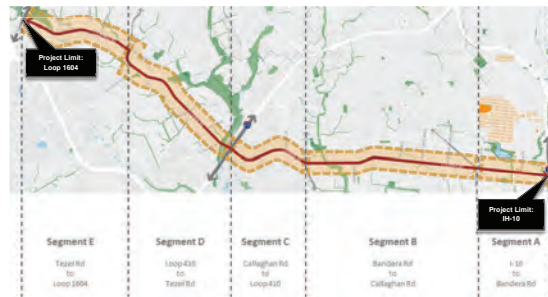 Project Limit:
Loop 1604
Project Limit:
IH-10
Segment E
Tezel Rd
to
Loop 1604
Segment D
Loop 410
to
Tezel Rd
Segment C
Callaghan Rd
to
Loop 410
Segment B
Bandera Rd
to
Callaghan Rd
Segment A
I-10
to
Bandera Rd